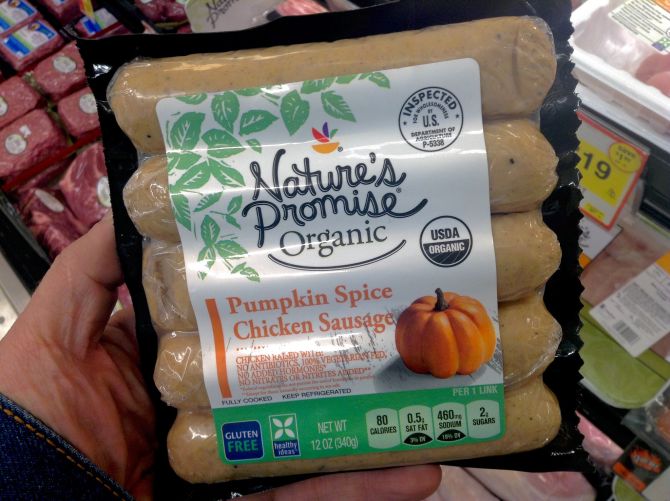 INSPECTED
FOR WHOLESOMENESS
BY
U.S.
DEPARTMENT OF
AGRICULTURE
P-5338
Nature's
Promise®
Organic
USDA
ORGANIC
Pumpkin Spice
Chicken Sausage
CHICKEN RAISED WITH:
NO ANTIBIOTICS, 100% VEGETARIAN FED,
NO ADDED HORMONES*
NO NITRATES OR NITRITES ADDED**
FULLY COOKED KEEP REFRIGERATED
PER 1 LINK
GLUTEN
FREE
healthy
ideas
NET WT
12 OZ (340g)
80
CALORIES
0.5g
SAT FAT
3% DV
460mg
SODIUM
19% DV
2g
SUGARS
Nature's
Promise
SAVE
19